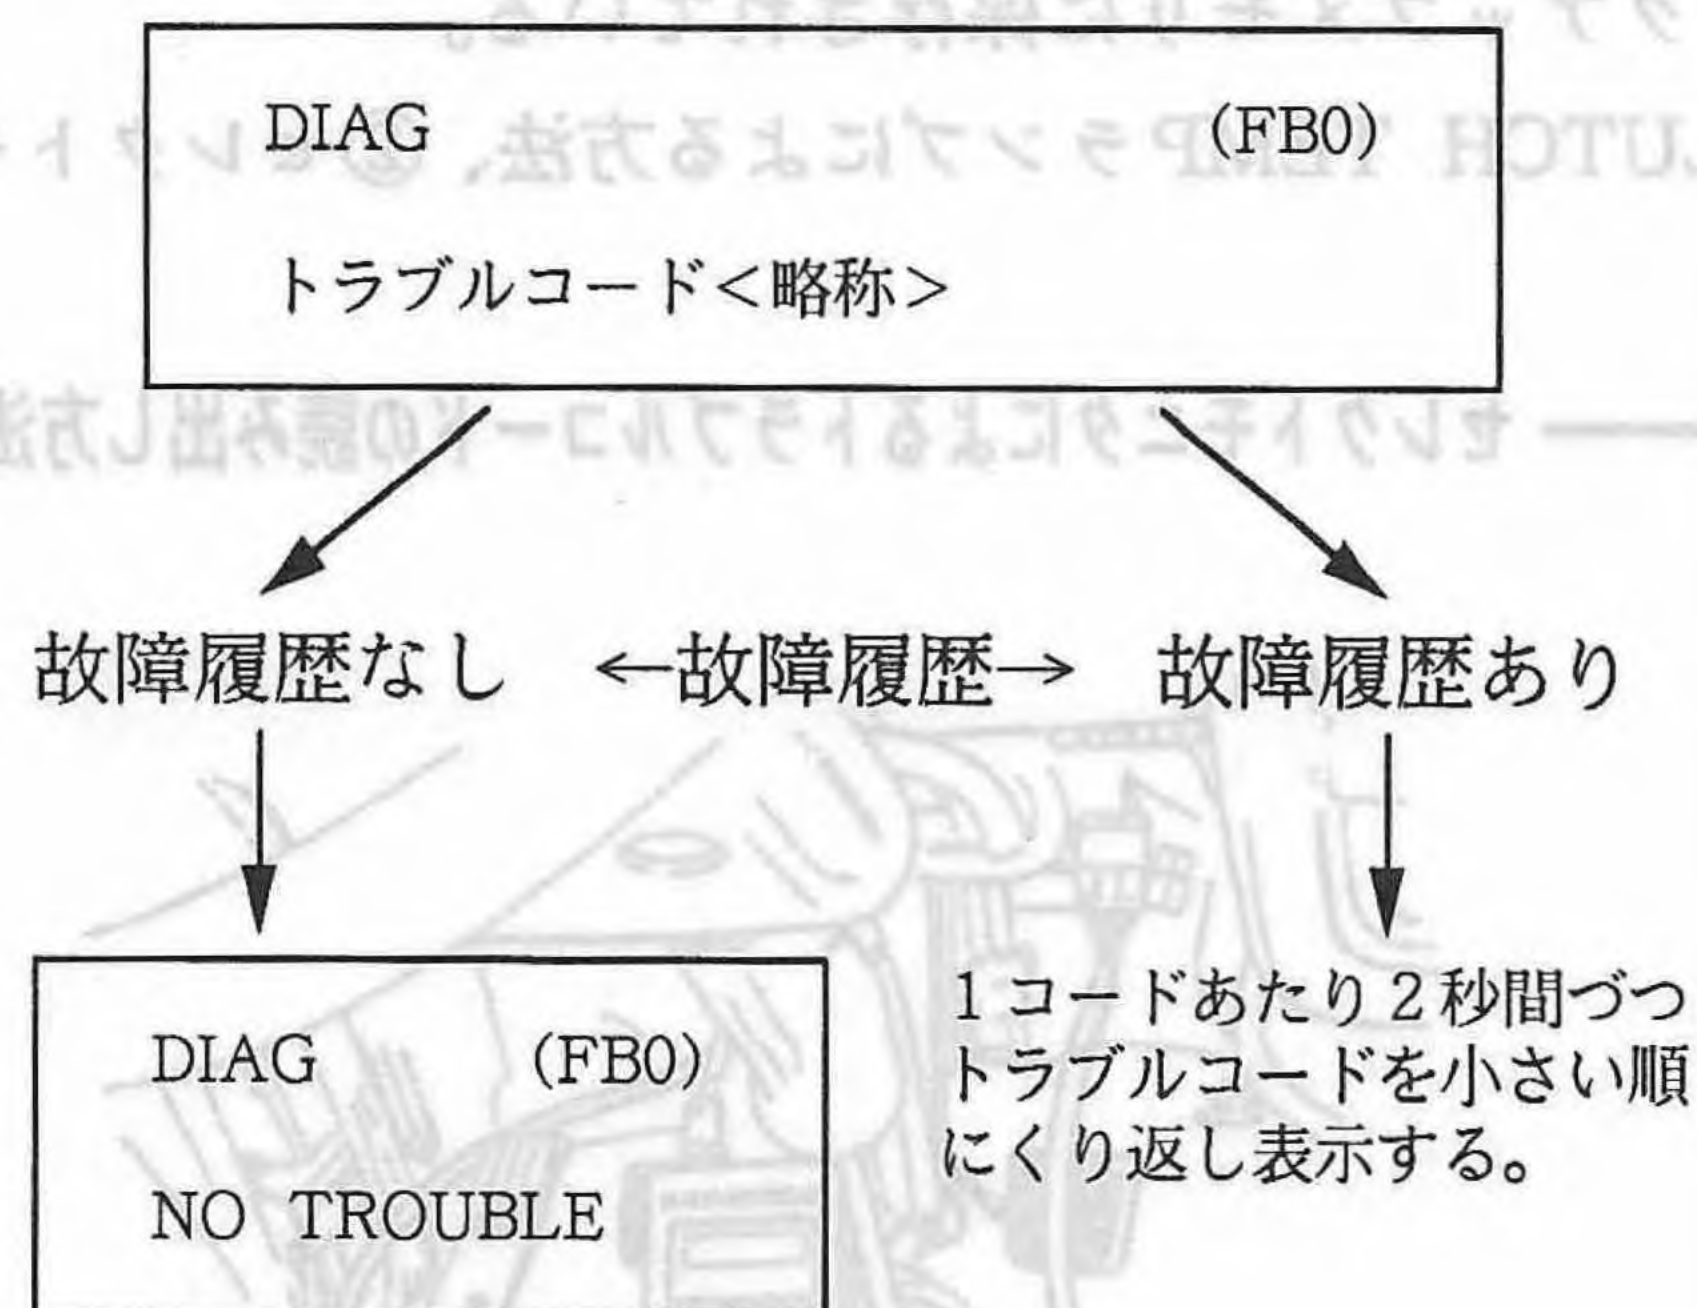 DIAG (FB0)
トラブルコード＜略称＞
故障履歴なし ←故障履歴→ 故障履歴あり
DIAG (FB0)
NO TROUBLE
1コードあたり2秒間づつ
トラブルコードを小さい順
にくり返し表示する。